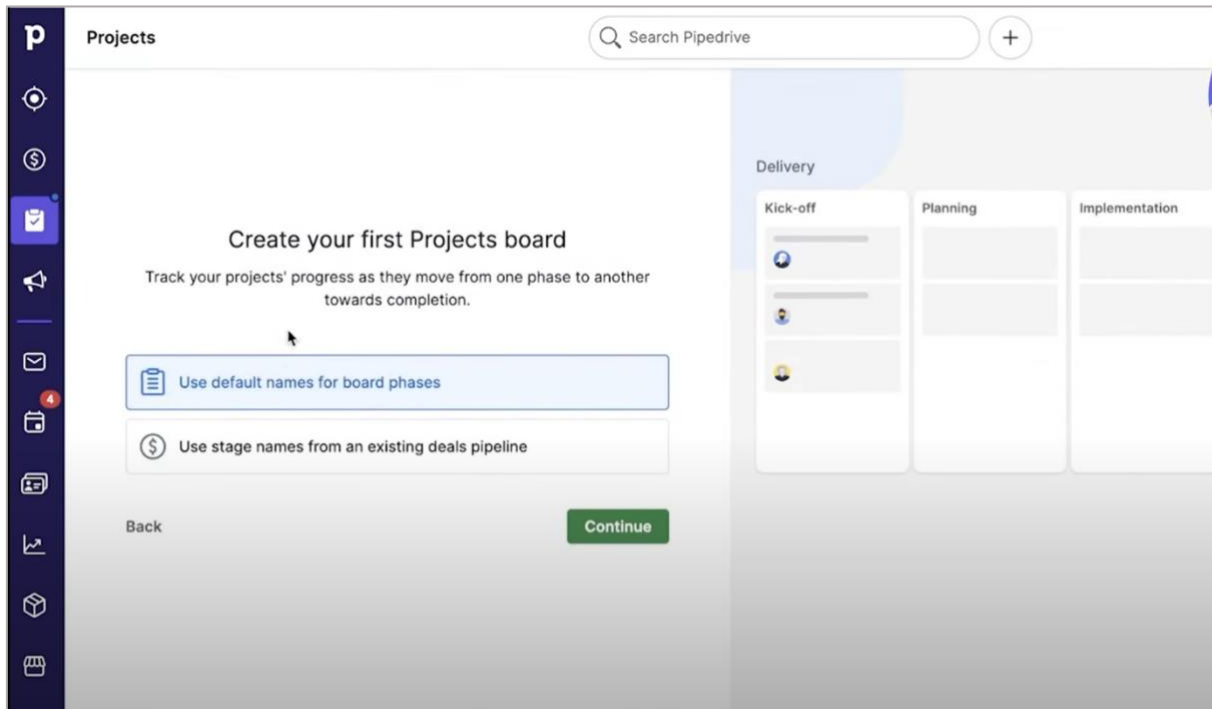 p
Projects
Search Pipedrive
Create your first Projects board
Track your projects' progress as they move from one phase to another
towards completion.
Use default names for board phases
Use stage names from an existing deals pipeline
Back
Continue
4
Delivery
Kick-off
Planning
Implementation